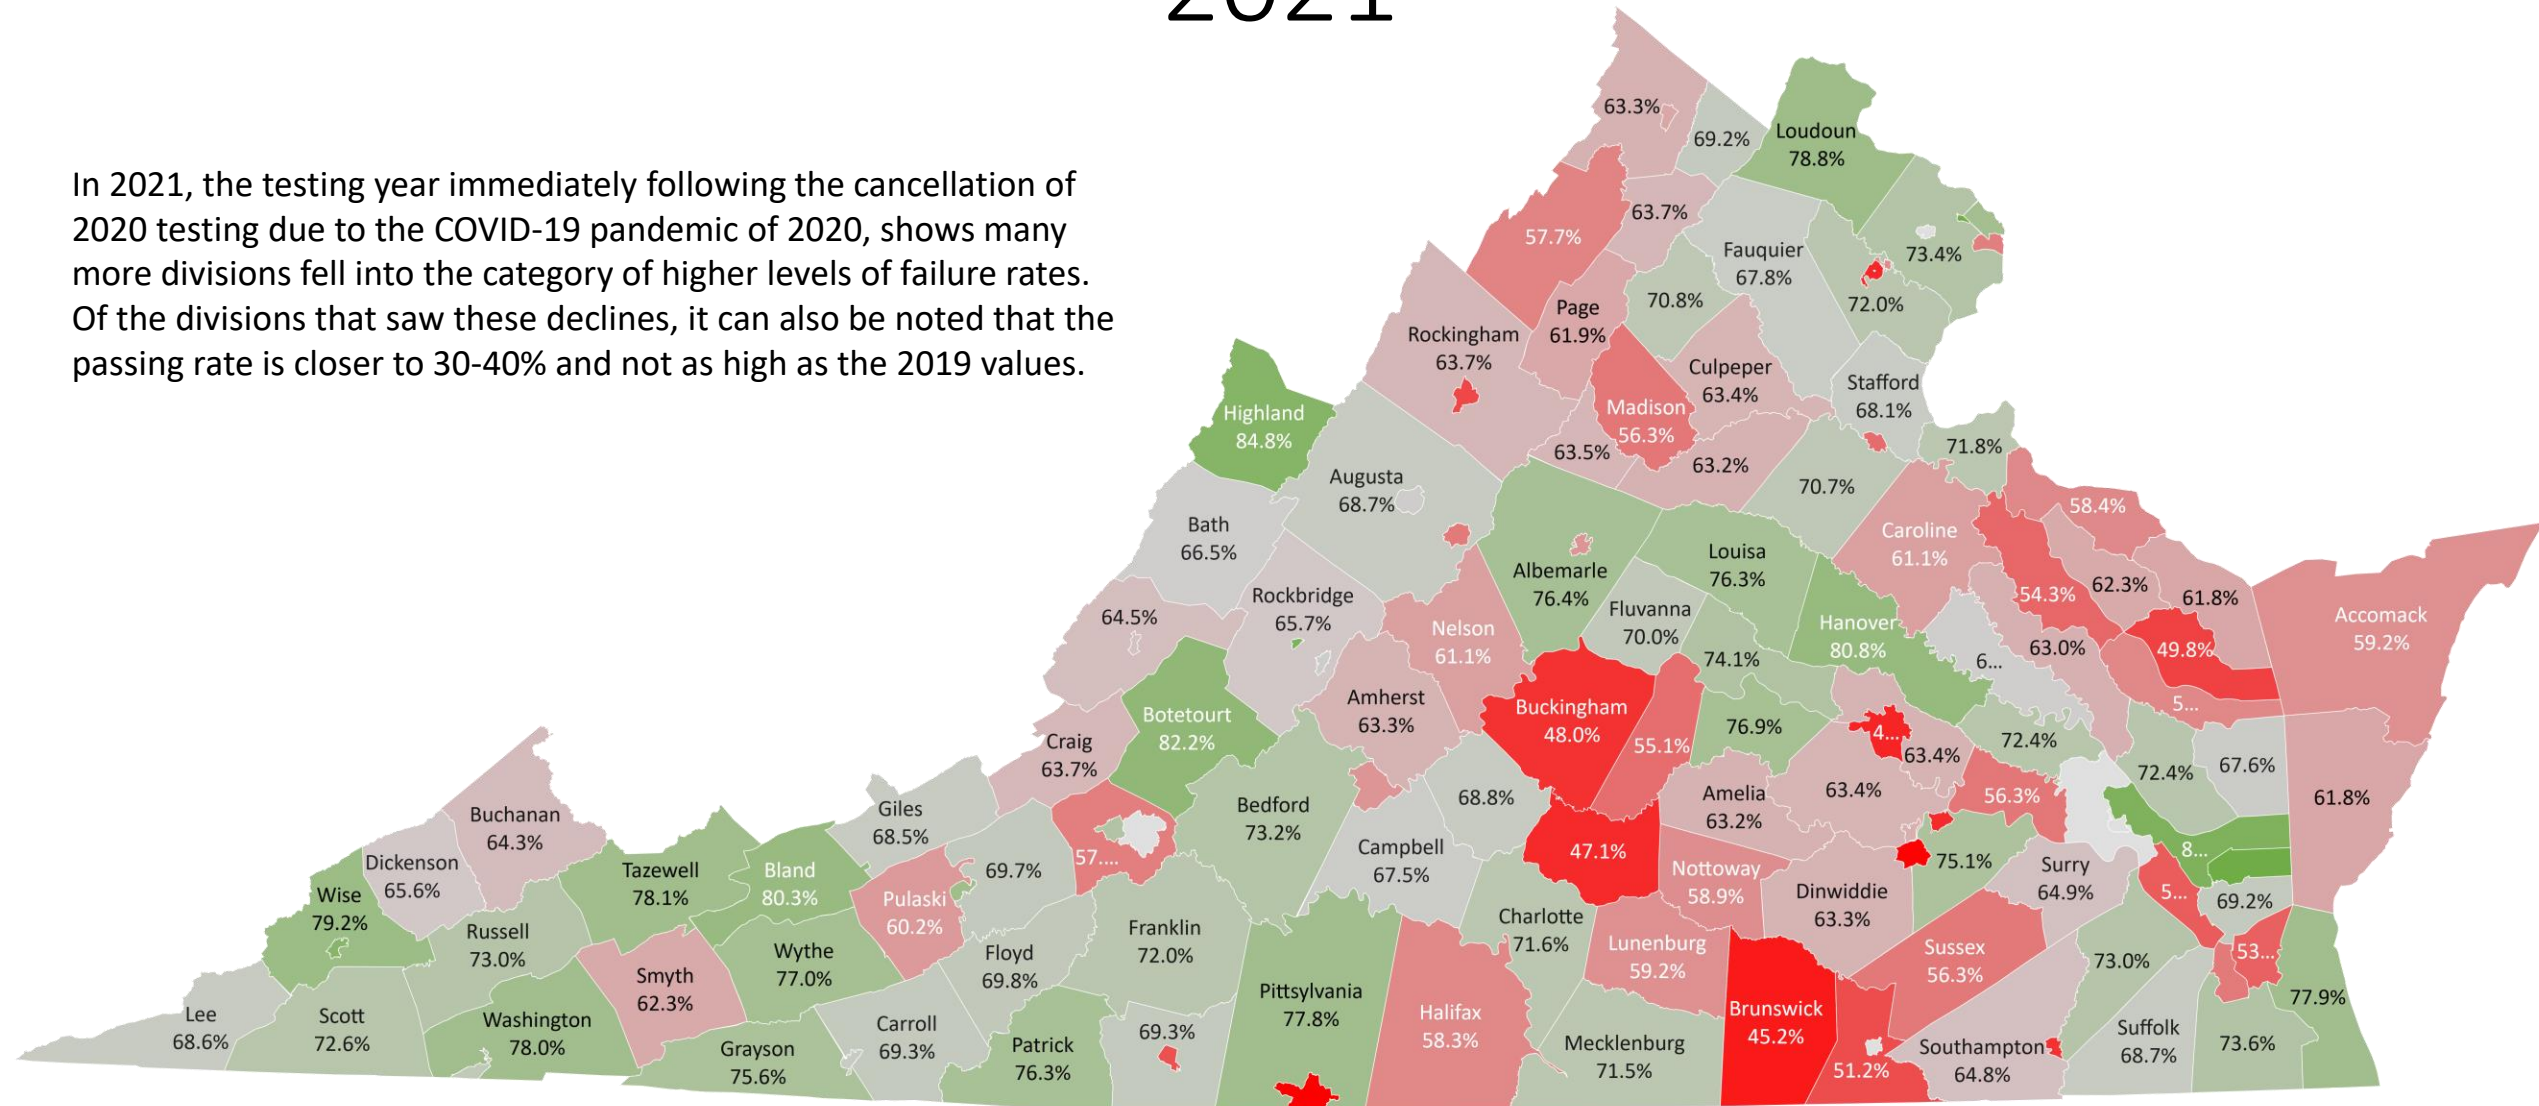 2021
In 2021, the testing year immediately following the cancellation of
2020 testing due to the COVID-19 pandemic of 2020, shows many
more divisions fell into the category of higher levels of failure rates.
Of the divisions that saw these declines, it can also be noted that the
passing rate is closer to 30-40% and not as high as the 2019 values.
63.3%
69.2%
Loudoun
78.8%
57.7%
63.7%
Fauquier
67.8%
73.4%
72.0%
70.8%
Page
61.9%
Rockingham
63.7%
Culpeper
63.4%
Stafford
68.1%
Madison
56.3%
Highland
84.8%
63.5%
63.2%
71.8%
70.7%
Augusta
68.7%
58.4%
Bath
66.5%
Caroline
61.1%
Louisa
76.3%
Albemarle
76.4%
54.3%
62.3%
61.8%
Accomack
59.2%
Rockbridge
65.7%
64.5%
Fluvanna
70.0%
Nelson
61.1%
Hanover
80.8%
63.0%
49.8%
6...
74.1%
Amherst
63.3%
Buckingham
48.0%
5...
Botetourt
82.2%
55.1%
76.9%
4...
63.4%
72.4%
Craig
63.7%
72.4%
67.6%
Giles
68.5%
Bedford
73.2%
68.8%
Amelia
63.2%
63.4%
56.3%
61.8%
Buchanan
64.3%
Dickenson
65.6%
Tazewell
78.1%
Bland
80.3%
69.7%
57....
Campbell
67.5%
47.1%
Nottoway
58.9%
75.1%
Surry
64.9%
8...
Wise
79.2%
Pulaski
60.2%
Dinwiddie
63.3%
5...
69.2%
Russell
73.0%
Wythe
77.0%
Floyd
69.8%
Franklin
72.0%
Charlotte
71.6%
Lunenburg
59.2%
Sussex
56.3%
73.0%
53...
Smyth
62.3%
Pittsylvania
77.8%
77.9%
Lee
68.6%
Scott
72.6%
Washington
78.0%
Grayson
75.6%
Carroll
69.3%
Patrick
76.3%
69.3%
Halifax
58.3%
Mecklenburg
71.5%
Brunswick
45.2%
51.2%
Southampton
64.8%
Suffolk
68.7%
73.6%